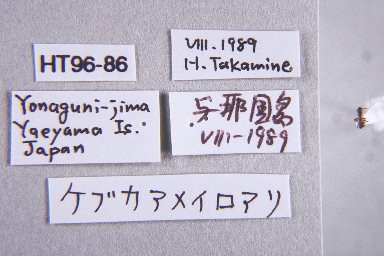 HT96-86
VIII. 1989
H. Takamine
Yonaguni-jima
Yaeyama Is.
Japan
与那国島
VIII-1989
ケブカアメイロアリ